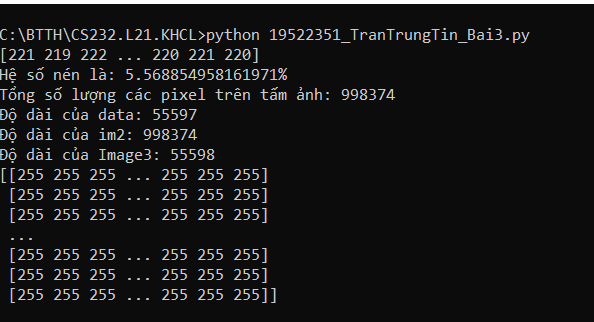 C:\BTTH\CS232.L21.KHCL>python 19522351_TranTrungTin_Bai3.py
[221 219 222 ... 220 221 220]
Hệ số nén là: 5.568854958161971%
Tổng số lượng các pixel trên tấm ảnh: 998374
Độ dài của data: 55597
Độ dài của im2: 998374
Độ dài của Image3: 55598
[[255 255 255 ... 255 255 255]
 [255 255 255 ... 255 255 255]
 [255 255 255 ... 255 255 255]
 ...
 [255 255 255 ... 255 255 255]
 [255 255 255 ... 255 255 255]
 [255 255 255 ... 255 255 255]]